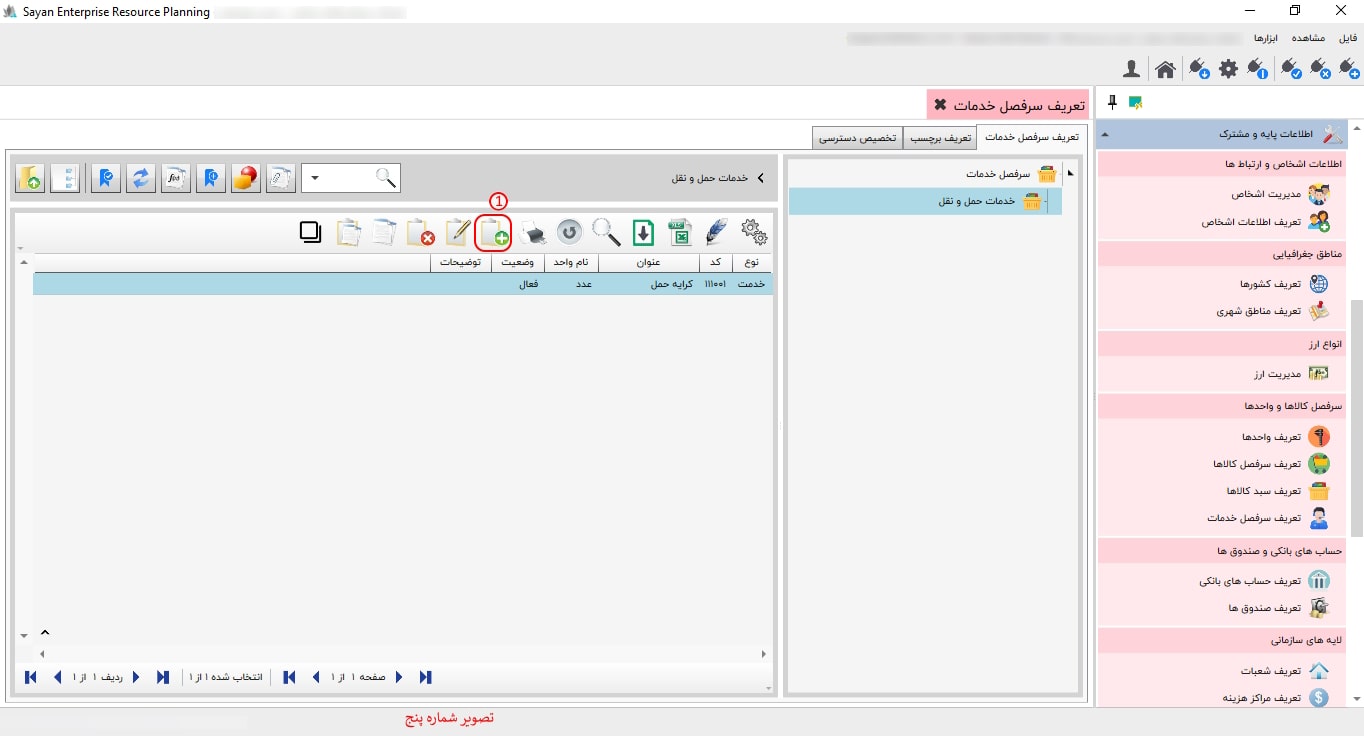 Sayan Enterprise Resource Planning
فایل مشاهده ابزارها
تعریف سرفصل خدمات
اطلاعات پایه و مشترک
اطلاعات اشخاص و ارتباط ها
مدیریت اشخاص
تعریف اطلاعات اشخاص
مناطق جغرافیایی
تعریف کشورها
تعریف مناطق شهری
انواع ارز
مدیریت ارز
سرفصل کالاها و واحدها
تعریف واحدها
تعریف سرفصل کالاها
تعریف سبد کالاها
تعریف سرفصل خدمات
حساب های بانکی و صندوق ها
تعریف حساب های بانکی
تعریف صندوق ها
لایه های سازمانی
تعریف شعبات
تعریف مراکز هزینه
تعریف سرفصل خدمات تعریف برچسب تخصیص دسترسی
سرفصل خدمات
خدمات حمل و نقل
خدمات حمل و نقل
f(x)
1
نوع کد عنوان نام واحد وضعیت توضیحات
خدمت ۱۱۱۰۰۱ کرایه حمل عدد فعال
صفحه ۱ از ۱ انتخاب شده ۱ از ۱ ردیف ۱ از ۱
تصویر شماره پنج